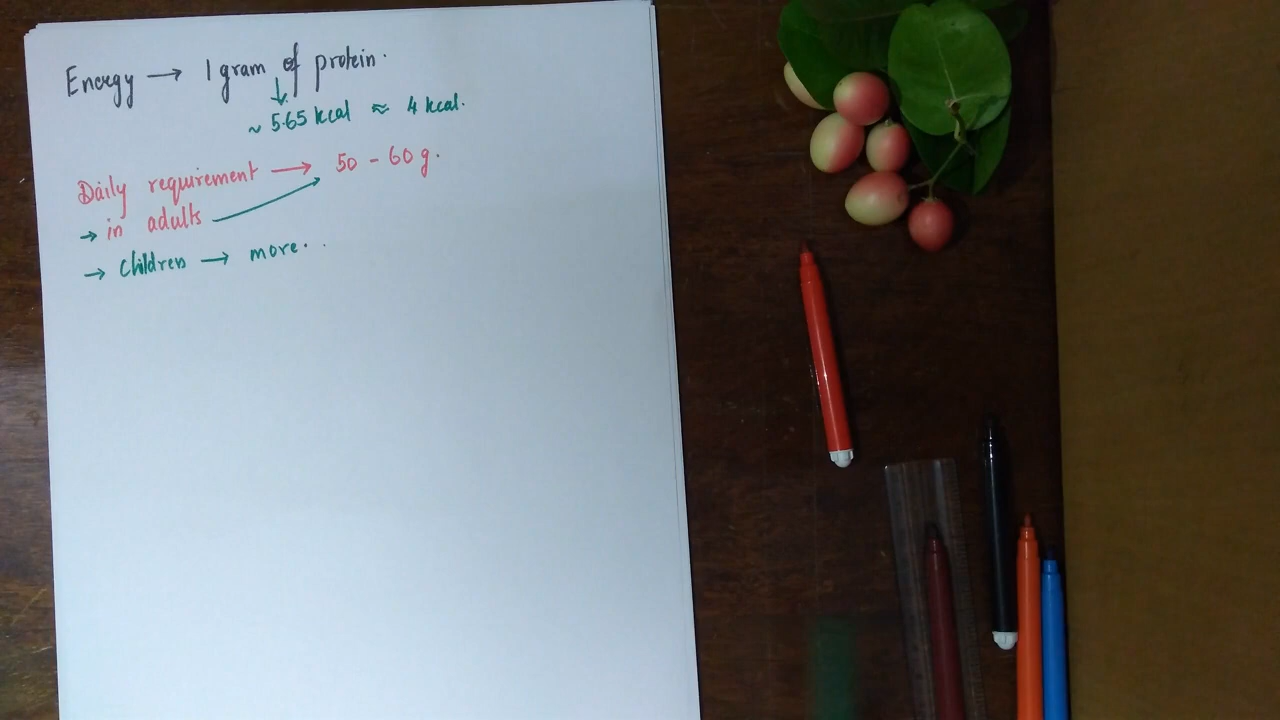 Energy → 1 gram of protein.
↓
~ 5.65 kcal ≈ 4 kcal.
Daily requirement → 50 - 60 g.
→ in adults
→ Children → more...